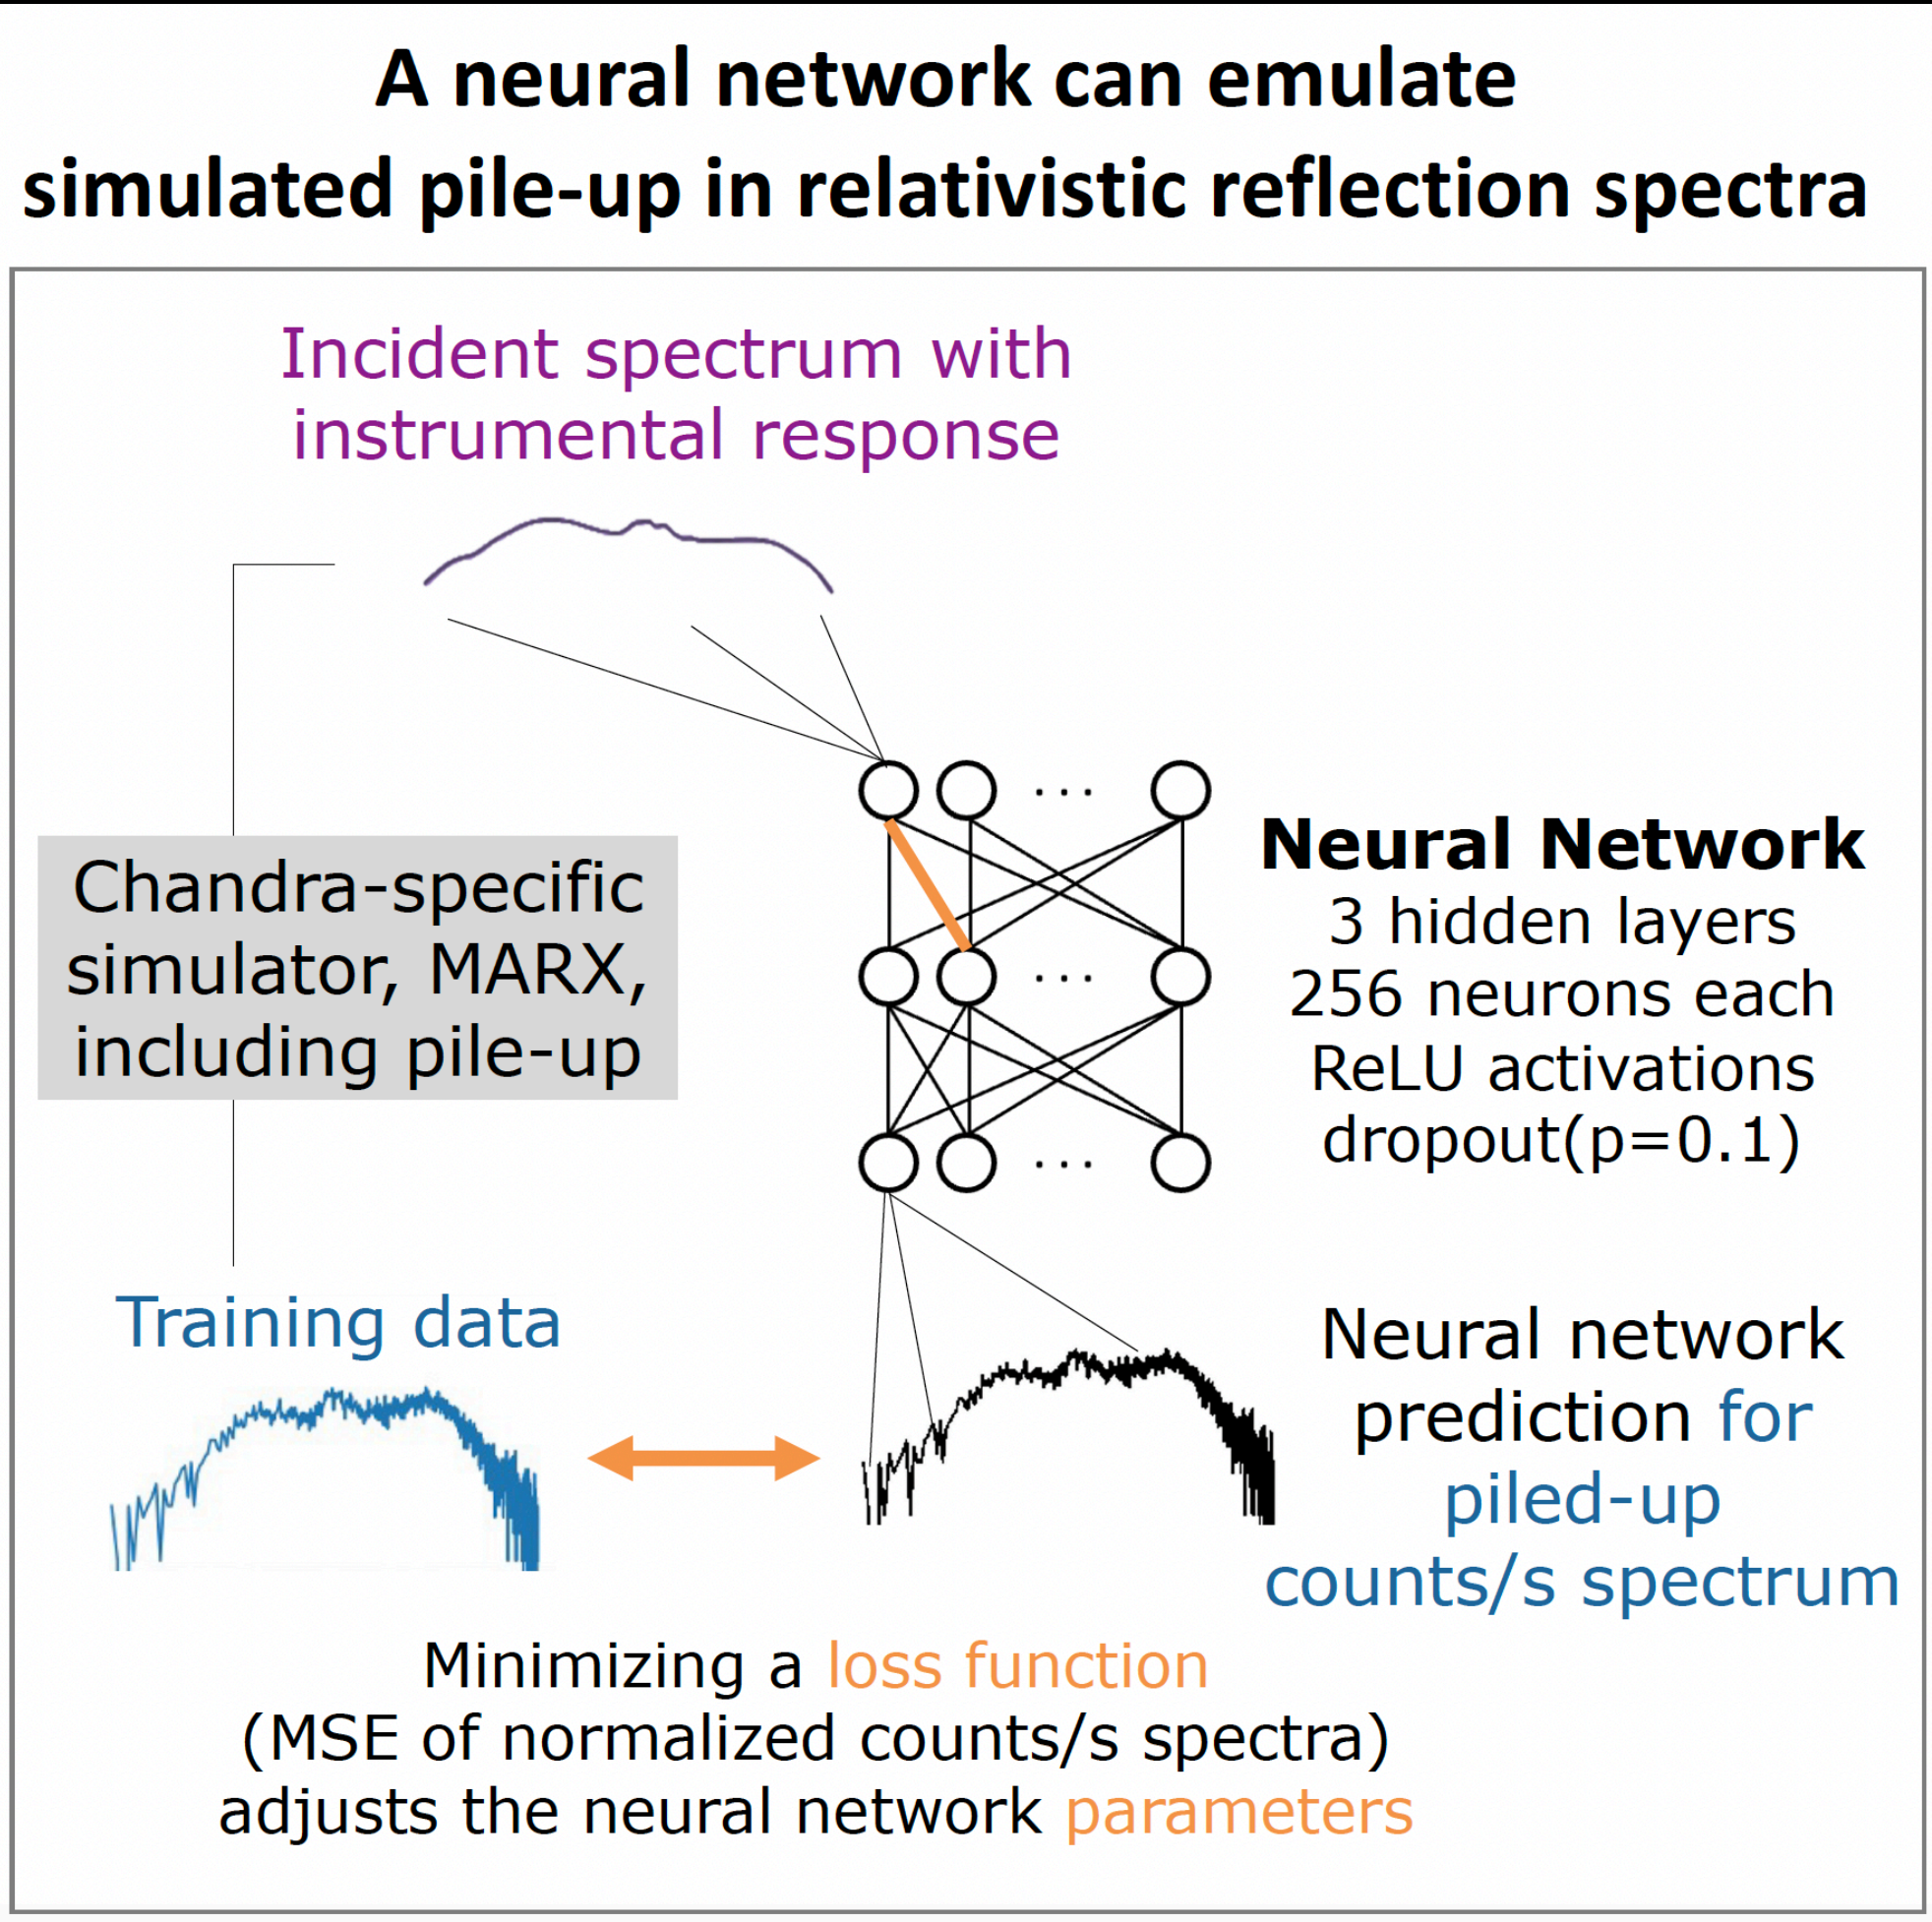 A neural network can emulate
simulated pile-up in relativistic reflection spectra
Incident spectrum with
instrumental response
Chandra-specific
simulator, MARX,
including pile-up
. . .
. . .
. . .
Neural Network
3 hidden layers
256 neurons each
ReLU activations
dropout(p=0.1)
Training data
Neural network
prediction for
piled-up
counts/s spectrum
Minimizing a loss function
(MSE of normalized counts/s spectra)
adjusts the neural network parameters